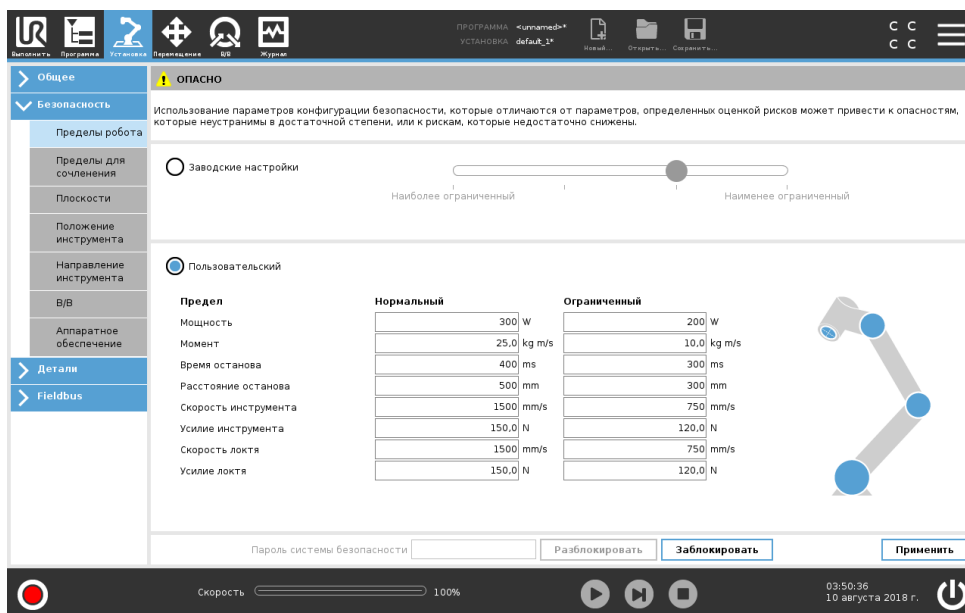 ПРОГРАММА <unnamed>*
УСТАНОВКА default_1*
C C
C C
Выполнить Программа Установка Перемещение В/В Журнал Новый... Открыть... Сохранить...
Общее
Безопасность
Пределы робота
Пределы для сочленения
Плоскости
Положение инструмента
Направление инструмента
В/В
Аппаратное обеспечение
Детали
Fieldbus
ОПАСНО
Использование параметров конфигурации безопасности, которые отличаются от параметров, определенных оценкой рисков может привести к опасностям,
которые неустранимы в достаточной степени, или к рискам, которые недостаточно снижены.
Заводские настройки
Наиболее ограниченный Наименее ограниченный
Пользовательский
Предел Нормальный Ограниченный
Мощность 300 W 200 W
Момент 25,0 kg m/s 10,0 kg m/s
Время останова 400 ms 300 ms
Расстояние останова 500 mm 300 mm
Скорость инструмента 1500 mm/s 750 mm/s
Усилие инструмента 150,0 N 120,0 N
Скорость локтя 1500 mm/s 750 mm/s
Усилие локтя 150,0 N 120,0 N
Пароль системы безопасности Разблокировать Заблокировать Применить
Скорость 100%
03:50:36
10 августа 2018 г.